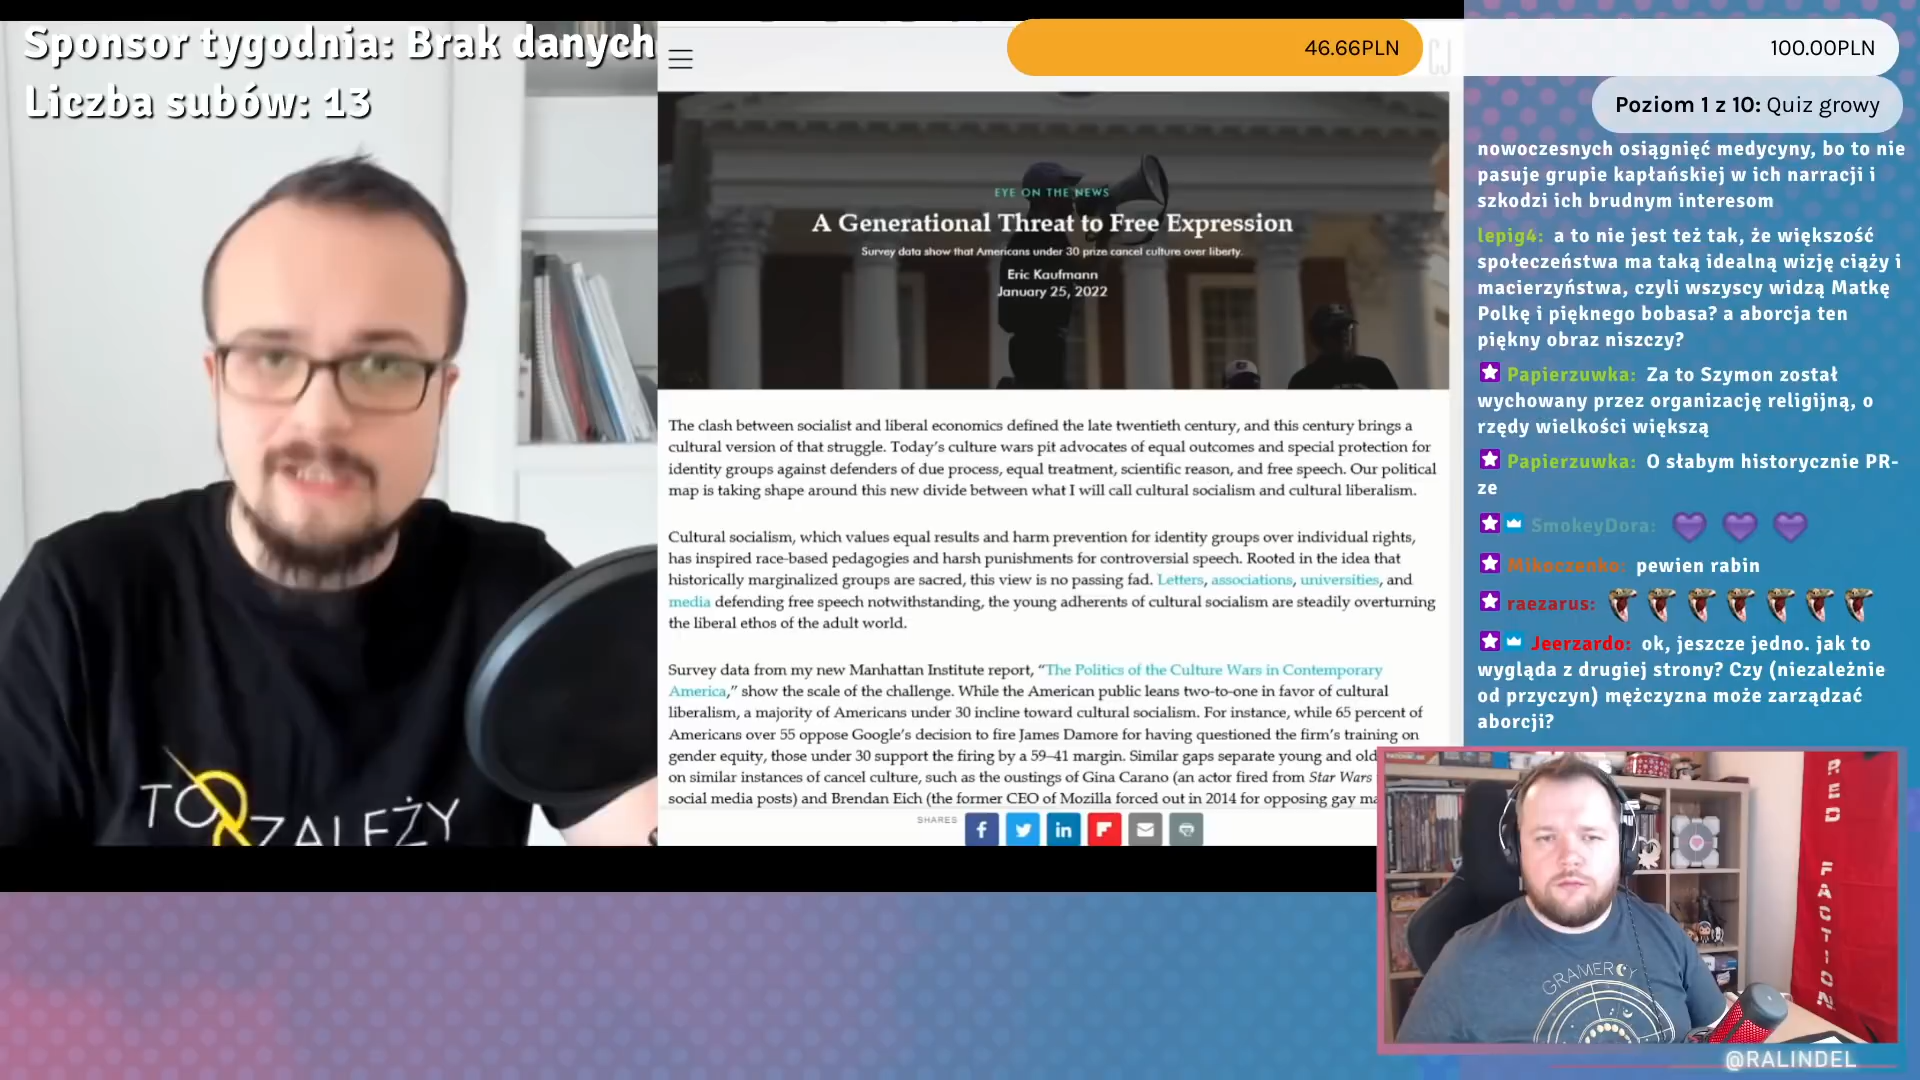 Sponsor tygodnia: Brak danych
Liczba subów: 13
TO ZALEŻY
46.66PLN
100.00PLN
Poziom 1 z 10: Quiz growy
EYE ON THE NEWS
A Generational Threat to Free Expression
Survey data show that Americans under 30 prize cancel culture over liberty.
Eric Kaufmann
January 25, 2022
The clash between socialist and liberal economics defined the late twentieth century, and this century brings a
cultural version of that struggle. Today's culture wars pit advocates of equal outcomes and special protection for
identity groups against defenders of due process, equal treatment, scientific reason, and free speech. Our political
map is taking shape around this new divide between what I will call cultural socialism and cultural liberalism.
Cultural socialism, which values equal results and harm prevention for identity groups over individual rights,
has inspired race-based pedagogies and harsh punishments for controversial speech. Rooted in the idea that
historically marginalized groups are sacred, this view is no passing fad. Letters, associations, universities, and
media defending free speech notwithstanding, the young adherents of cultural socialism are steadily overturning
the liberal ethos of the adult world.
Survey data from my new Manhattan Institute report, “The Politics of the Culture Wars in Contemporary
America,” show the scale of the challenge. While the American public leans two-to-one in favor of cultural
liberalism, a majority of Americans under 30 incline toward cultural socialism. For instance, while 65 percent of
Americans over 55 oppose Google's decision to fire James Damore for having questioned the firm's training on
gender equity, those under 30 support the firing by a 59–41 margin. Similar gaps separate young and old
on similar instances of cancel culture, such as the oustings of Gina Carano (an actor fired from Star Wars
social media posts) and Brendan Eich (the former CEO of Mozilla forced out in 2014 for opposing gay ma
SHARES
nowoczesnych osiągnięć medycyny, bo to nie
pasuje grupie kapłańskiej w ich narracji i
szkodzi ich brudnym interesom
lepig4: a to nie jest też tak, że większość
społeczeństwa ma taką idealną wizję ciąży i
macierzyństwa, czyli wszyscy widzą Matkę
Polkę i pięknego bobasa? a aborcja ten
piękny obraz niszczy?
Papierzuwka: Za to Szymon został
wychowany przez organizację religijną, o
rzędy wielkości większą
Papierzuwka: O słabym historycznie PR-
ze
SmokeyDora:
Mikoczenko: pewien rabin
raezarus:
Jeerzardo: ok, jeszcze jedno. jak to
wygląda z drugiej strony? Czy (niezależnie
od przyczyn) mężczyzna może zarządzać
aborcji?
RED FACTION
GRAMERCY
@RALINDEL